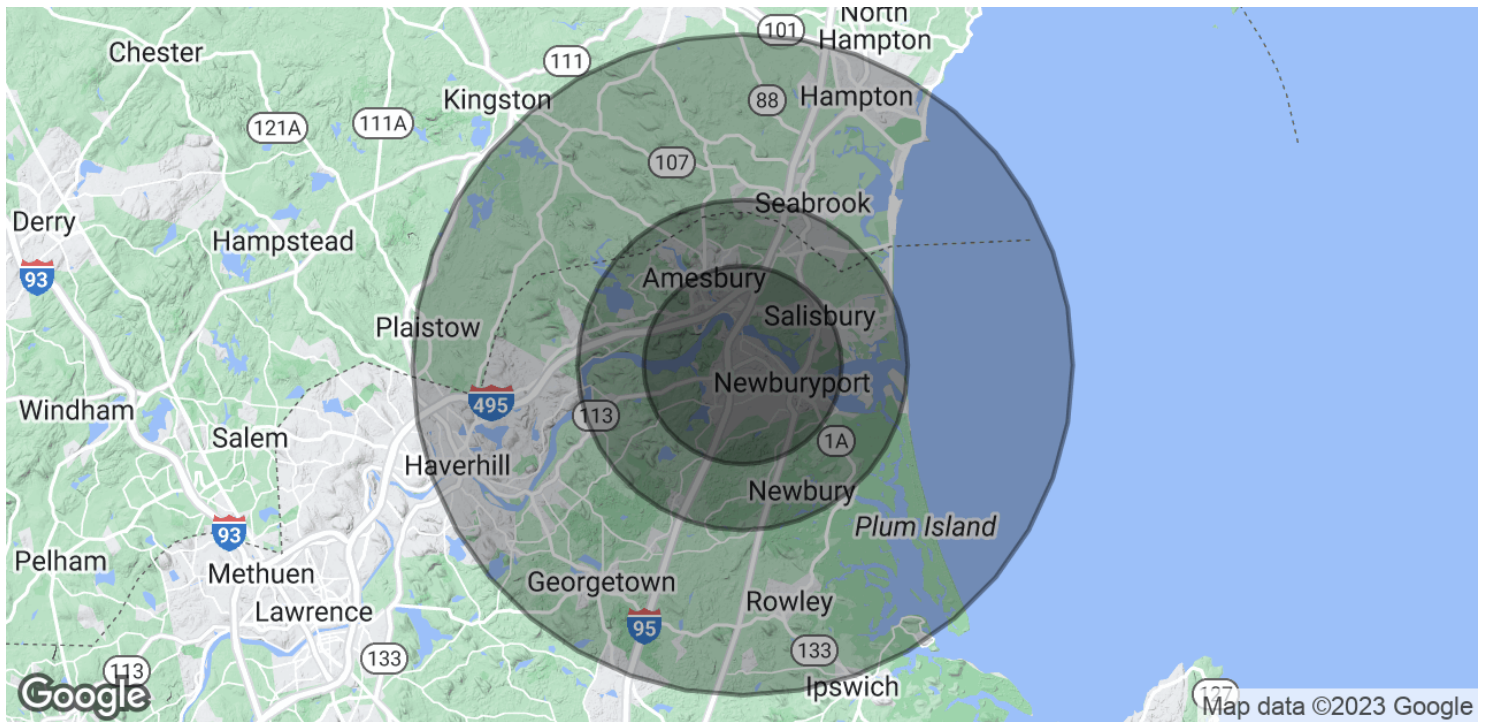 North
Hampton
101
Chester
111
Kingston
88
Hampton
121A
111A
107
Seabrook
Derry
Hampstead
93
Amesbury
Salisbury
Plaistow
Newburyport
495
Windham
113
Salem
1A
Haverhill
Newbury
Plum Island
93
Pelham
Methuen
Georgetown
Lawrence
Rowley
95
133
133
113
Ipswich
127
Google
Map data ©2023 Google